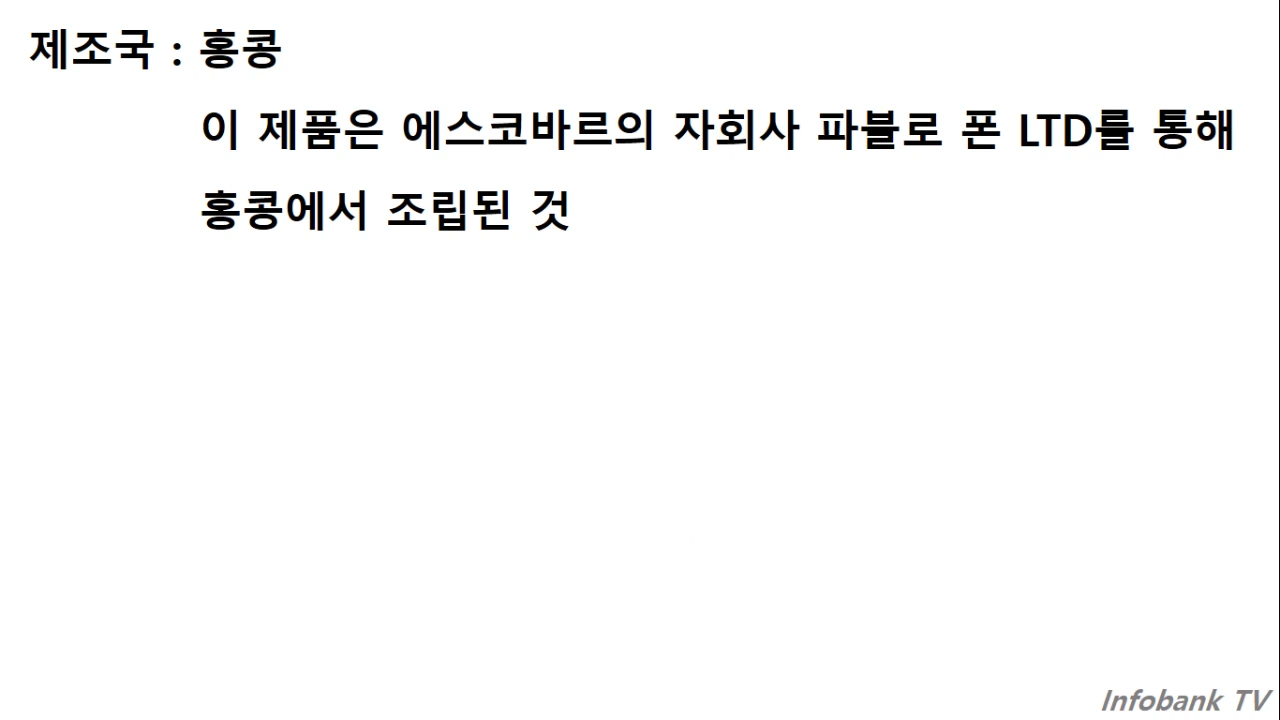 제조국 : 홍콩
이 제품은 에스코바르의 자회사 파블로 폰 LTD를 통해
홍콩에서 조립된 것
Infobank TV